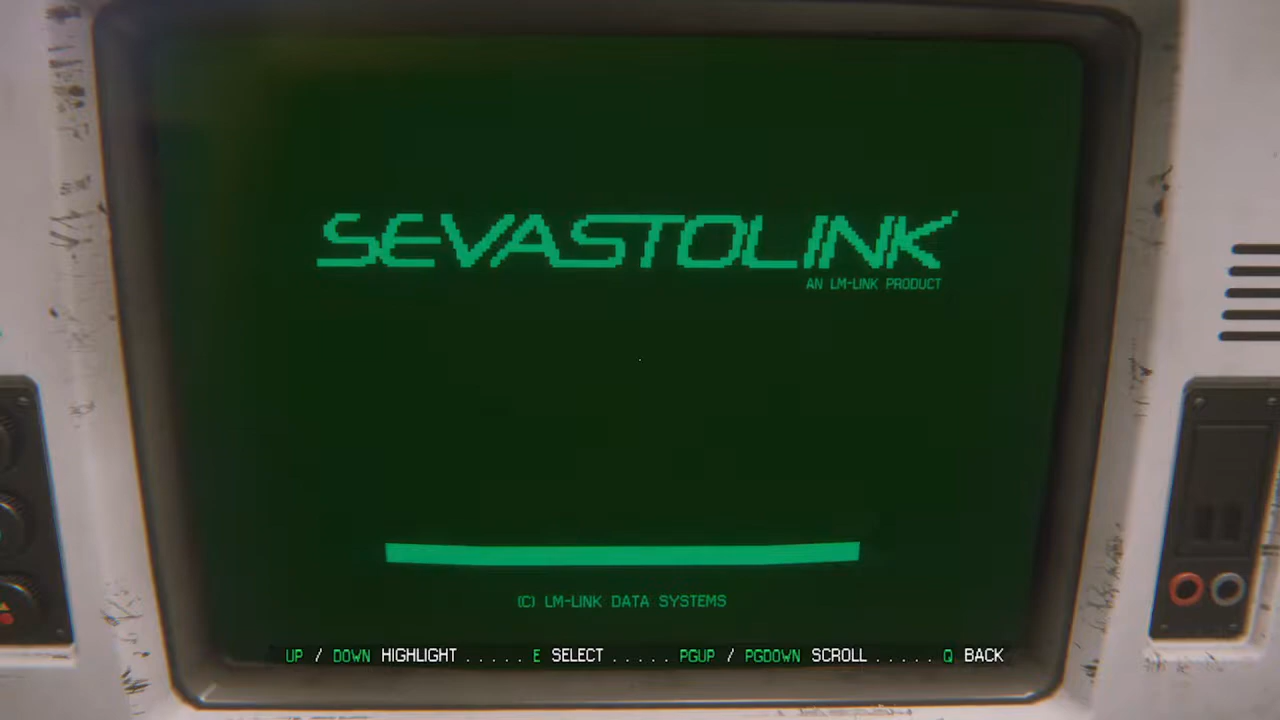 SEVASTOLINK
AN LM-LINK PRODUCT
(C) LM-LINK DATA SYSTEMS
UP / DOWN HIGHLIGHT ..... E SELECT ..... PGUP / PGDOWN SCROLL ..... Q BACK